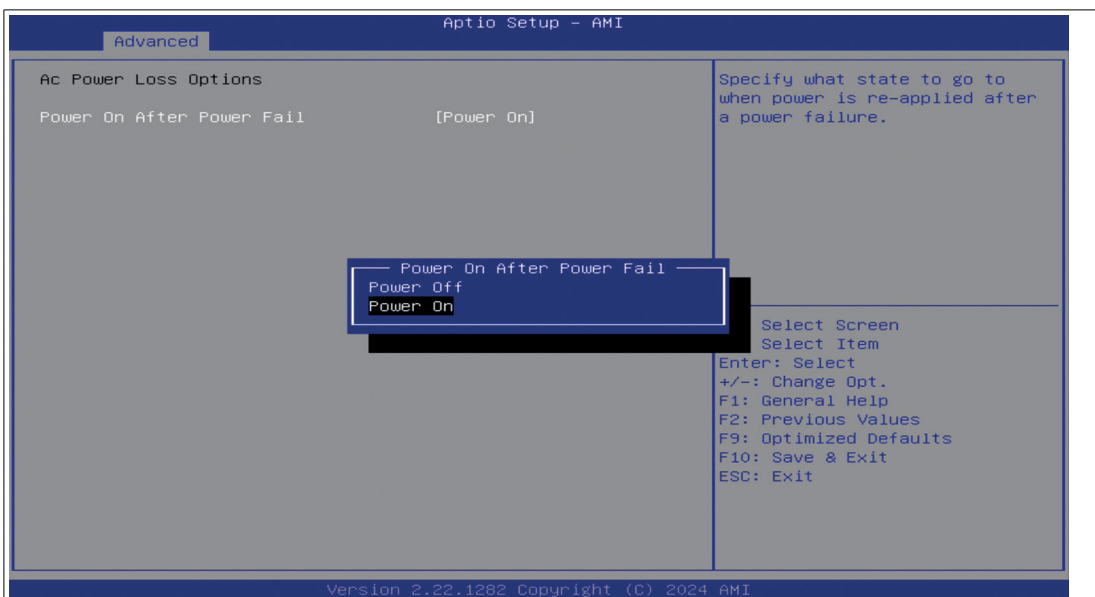 Aptio Setup – AMI
Advanced
Ac Power Loss Options
Power On After Power Fail [Power On]
Specify what state to go to
when power is re-applied after
a power failure.
Power On After Power Fail
Power Off
Power On
Select Screen
Select Item
Enter: Select
+/-: Change Opt.
F1: General Help
F2: Previous Values
F9: Optimized Defaults
F10: Save & Exit
ESC: Exit
Version 2.22.1282 Copyright (C) 2024 AMI